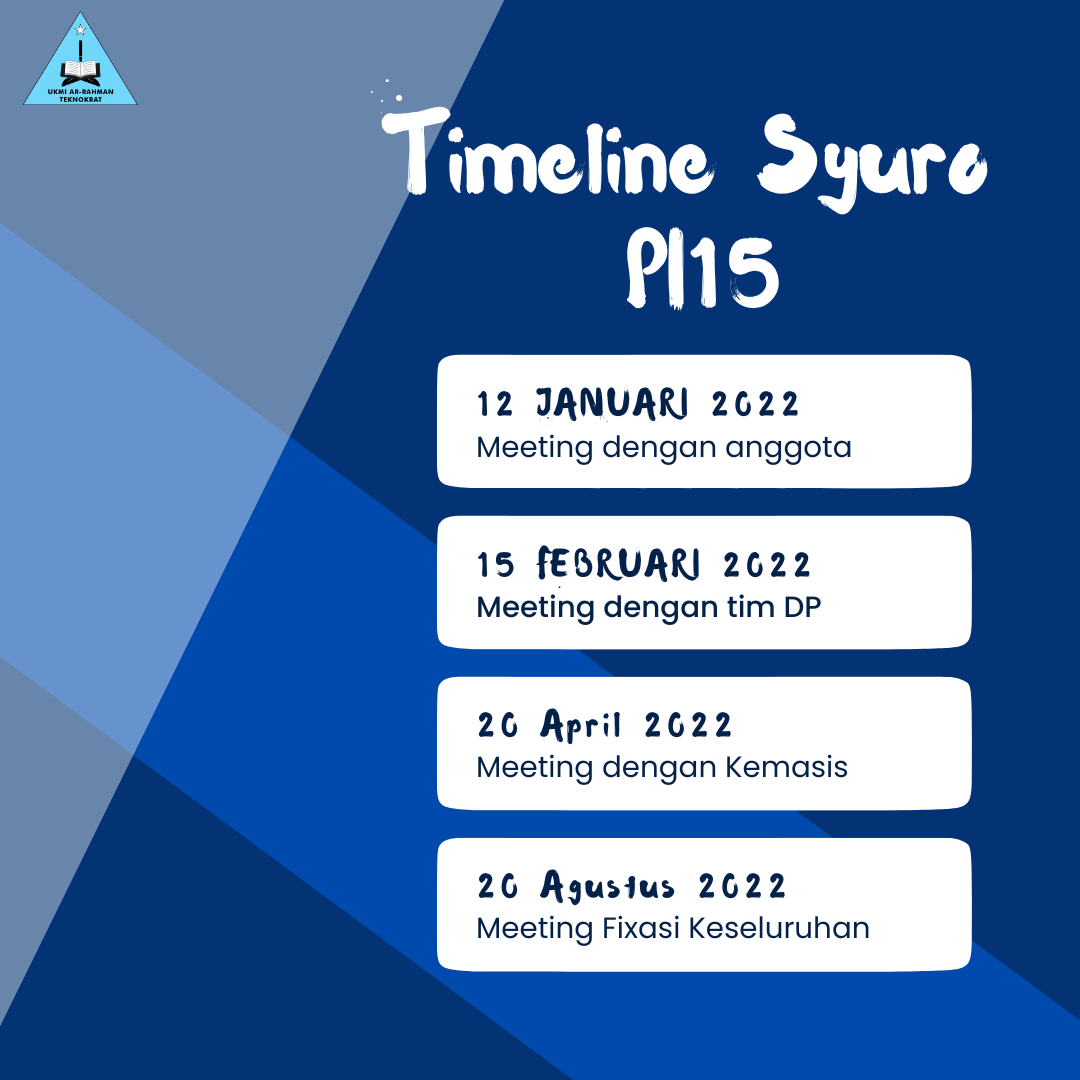 UKMI AR-RAHMAN
TEKNOKRAT
Timeline Syuro
PI15
12 JANUARI 2022
Meeting dengan anggota
15 FEBRUARI 2022
Meeting dengan tim DP
20 April 2022
Meeting dengan Kemasis
20 Agustus 2022
Meeting Fixasi Keseluruhan